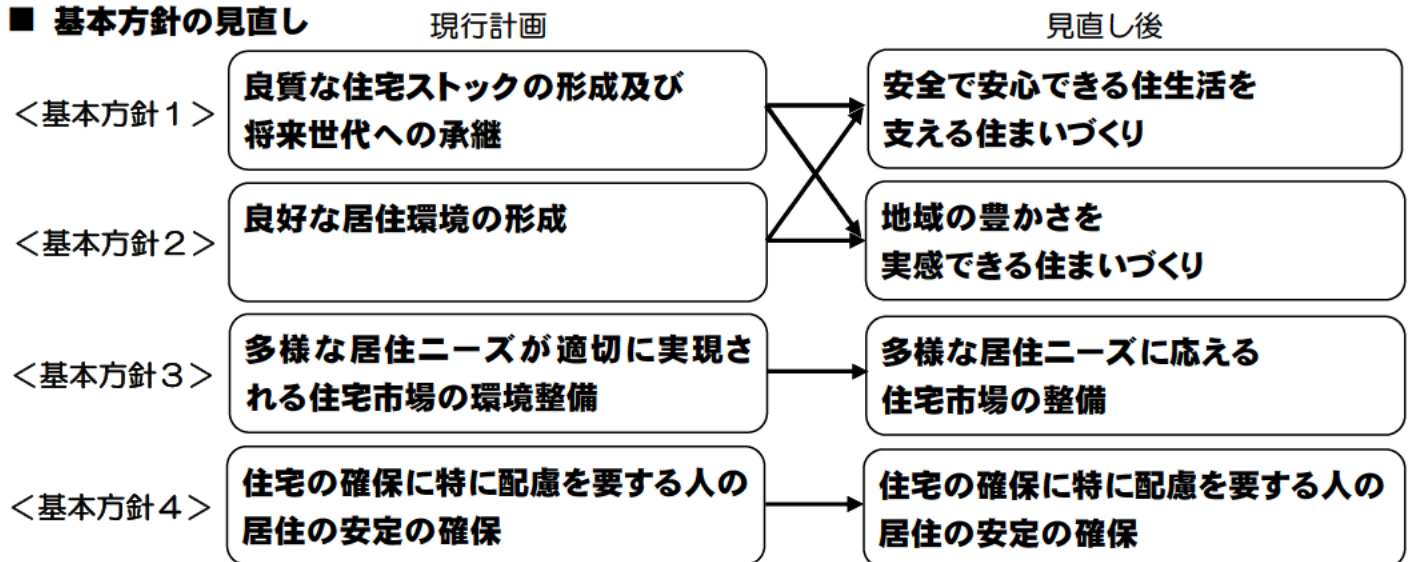 ■ 基本方針の見直し
現行計画
見直し後
＜基本方針１＞
良質な住宅ストックの形成及び
将来世代への承継
安全で安心できる住生活を
支える住まいづくり
＜基本方針２＞
良好な居住環境の形成
地域の豊かさを
実感できる住まいづくり
＜基本方針３＞
多様な居住ニーズが適切に実現さ
れる住宅市場の環境整備
多様な居住ニーズに応える
住宅市場の整備
＜基本方針４＞
住宅の確保に特に配慮を要する人の
居住の安定の確保
住宅の確保に特に配慮を要する人の
居住の安定の確保